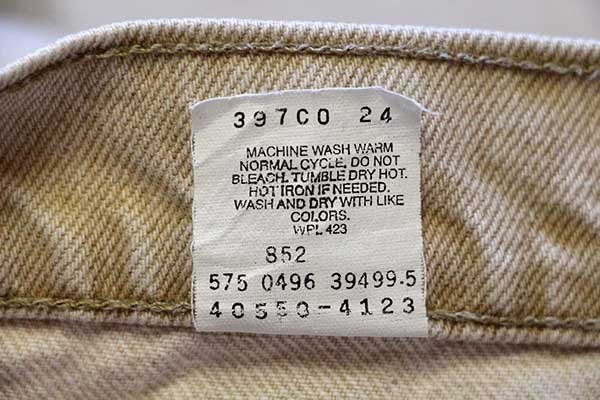 397CO 24
MACHINE WASH WARM
NORMAL CYCLE. DO NOT
BLEACH. TUMBLE DRY HOT.
HOT IRON IF NEEDED.
WASH AND DRY WITH LIKE
COLORS.
WPL 423
852
575 0496 39499.5
40550-4123